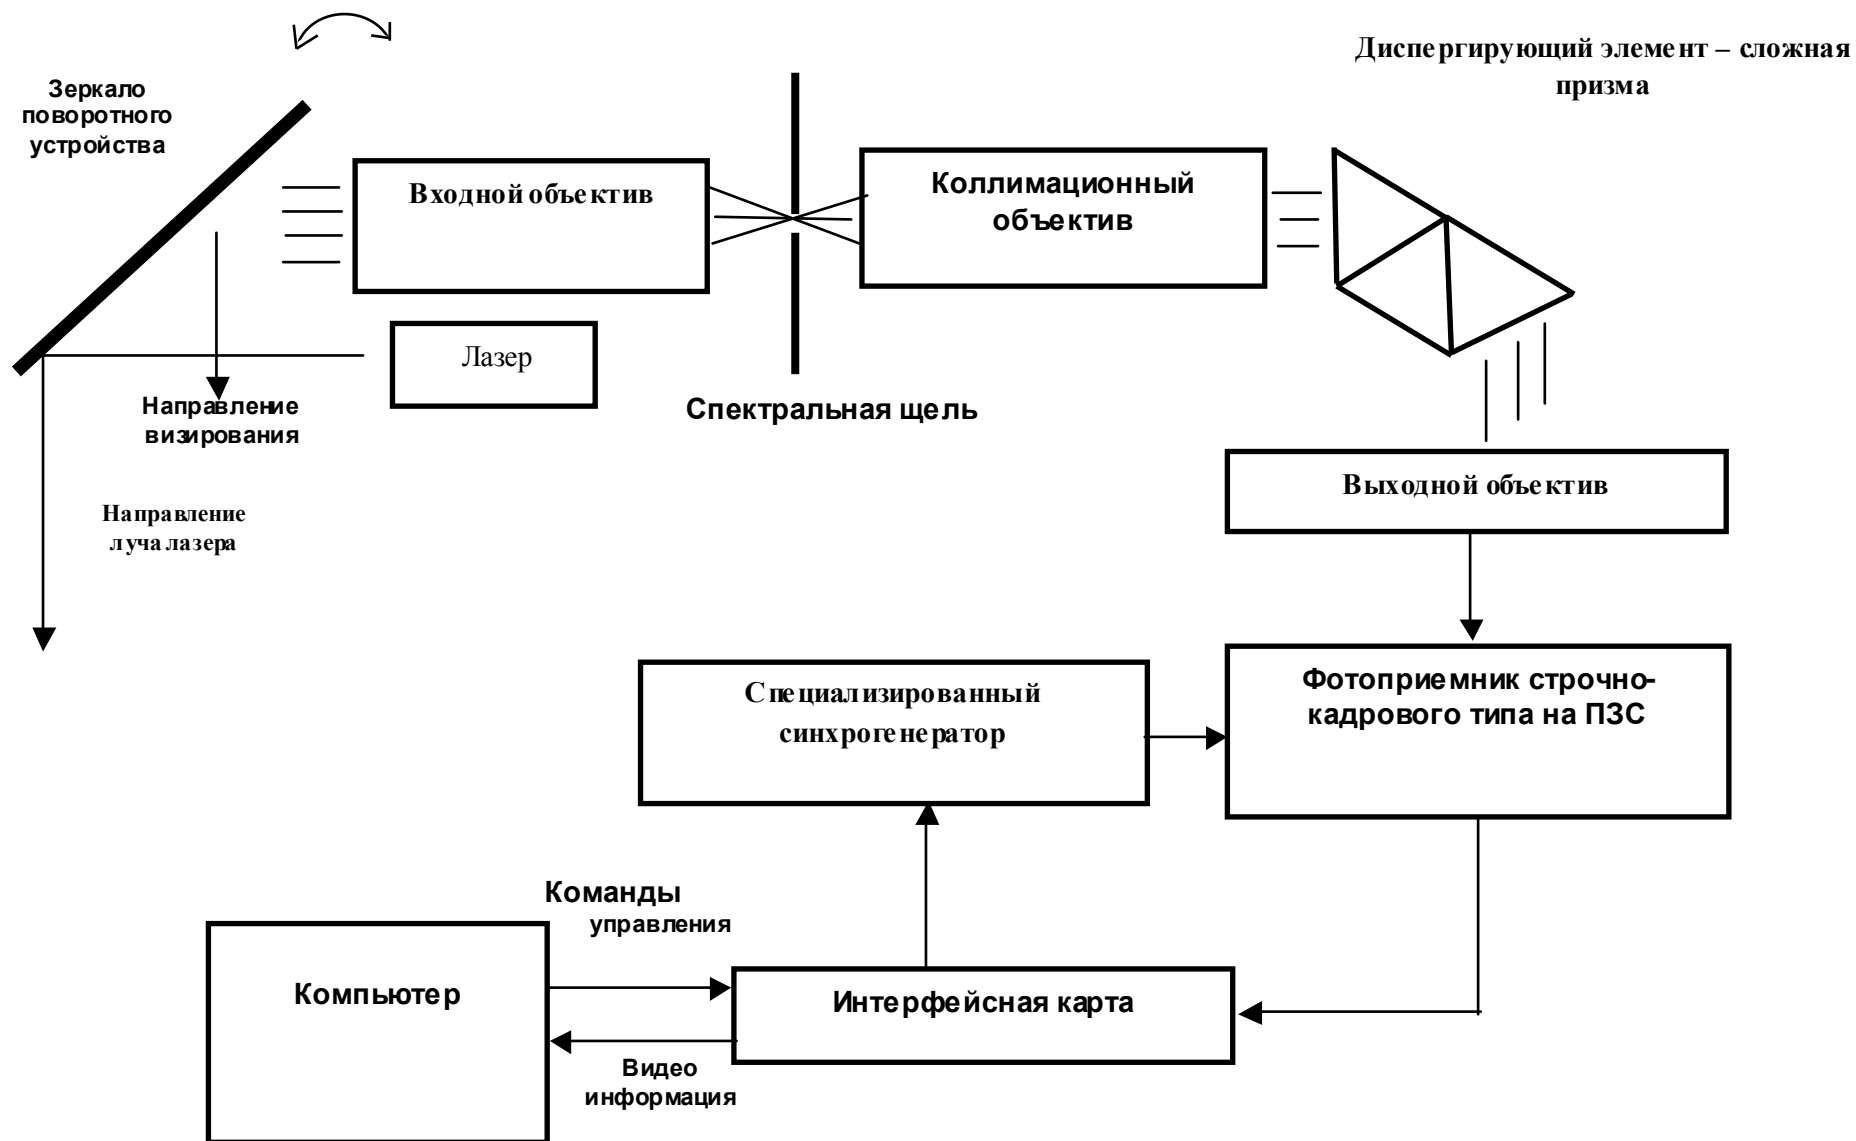 Диспергирующий элемент – сложная
призма
Зеркало
поворотного
устройства
Входной объектив
Коллимационный
объектив
Лазер
Спектральная щель
Направление
визирования
Направление
луча лазера
Выходной объектив
Специализированный
синхрогенератор
Фотоприемник строчно-
кадрового типа на ПЗС
Команды
управления
Компьютер
Интерфейсная карта
Видео
информация